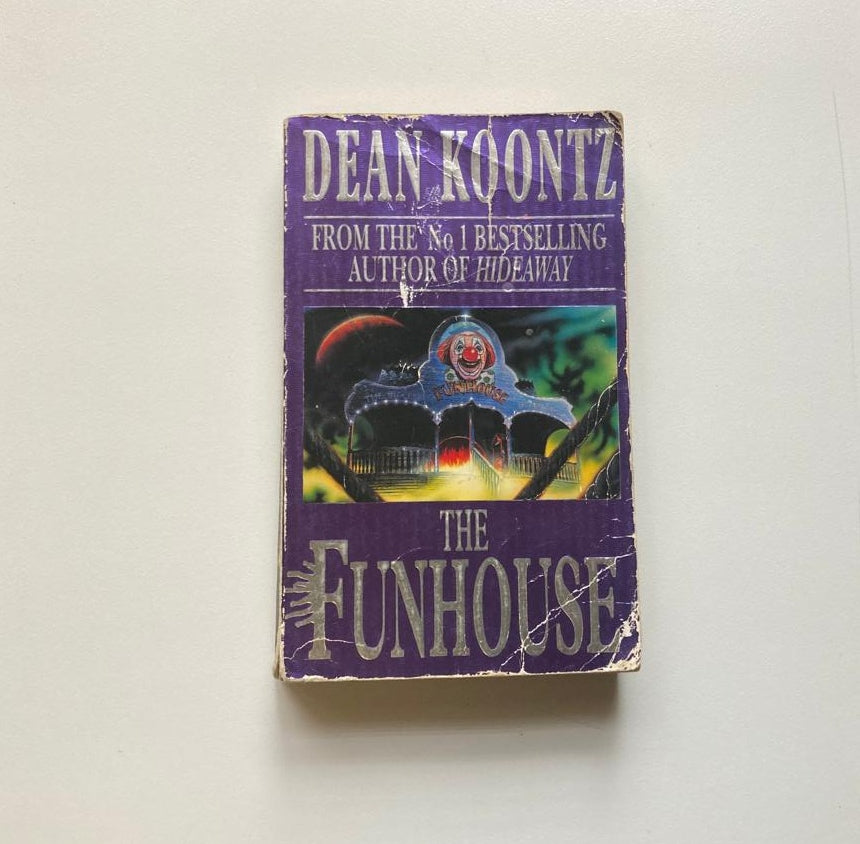 DEAN KOONTZ
FROM THE No 1 BESTSELLING
AUTHOR OF HIDEAWAY
FUNHOUSE
THE
FUNHOUSE